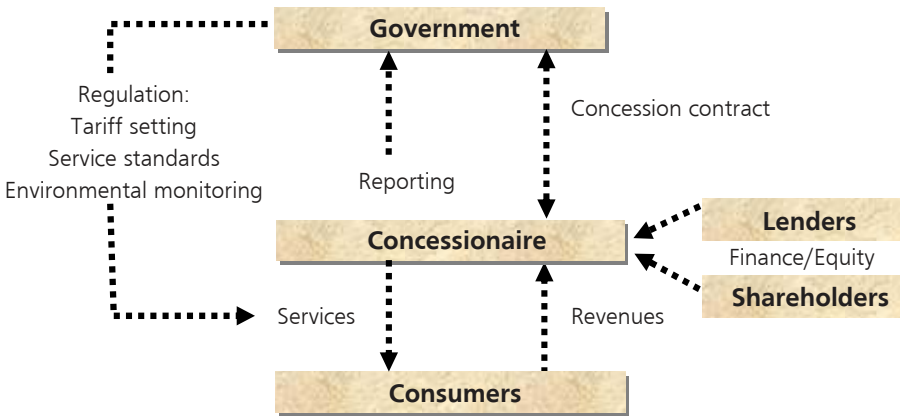 Government
Regulation:
Tariff setting
Service standards
Environmental monitoring
Concession contract
Reporting
Concessionaire
Lenders
Finance/Equity
Shareholders
Services
Revenues
Consumers